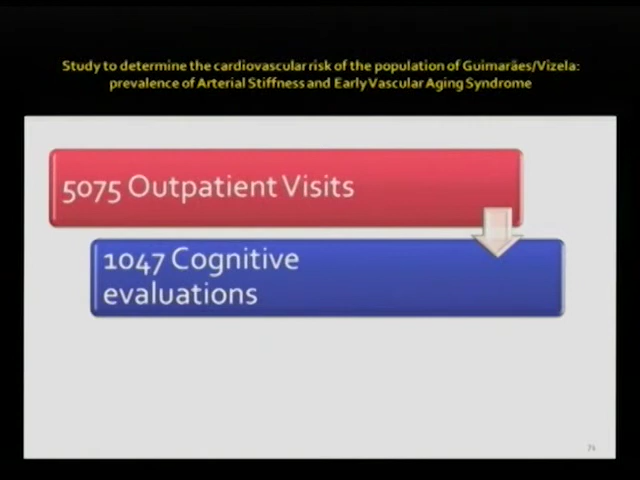 Study to determine the cardiovascular risk of the population of Guimarães/Vizela:
prevalence of Arterial Stiffness and Early Vascular Aging Syndrome
5075 Outpatient Visits
1047 Cognitive
evaluations